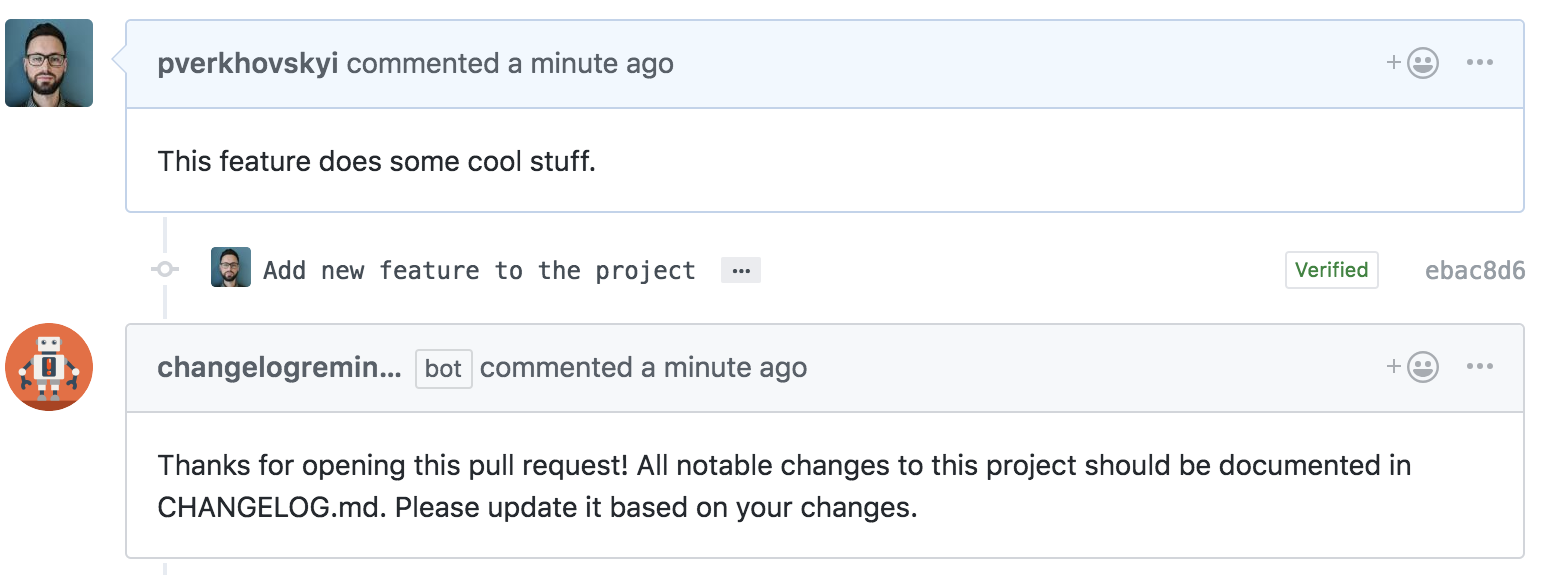 pverkhovskyi commented a minute ago
This feature does some cool stuff.
Add new feature to the project ... Verified ebac8d6
changelogremin... bot commented a minute ago
Thanks for opening this pull request! All notable changes to this project should be documented in
CHANGELOG.md. Please update it based on your changes.